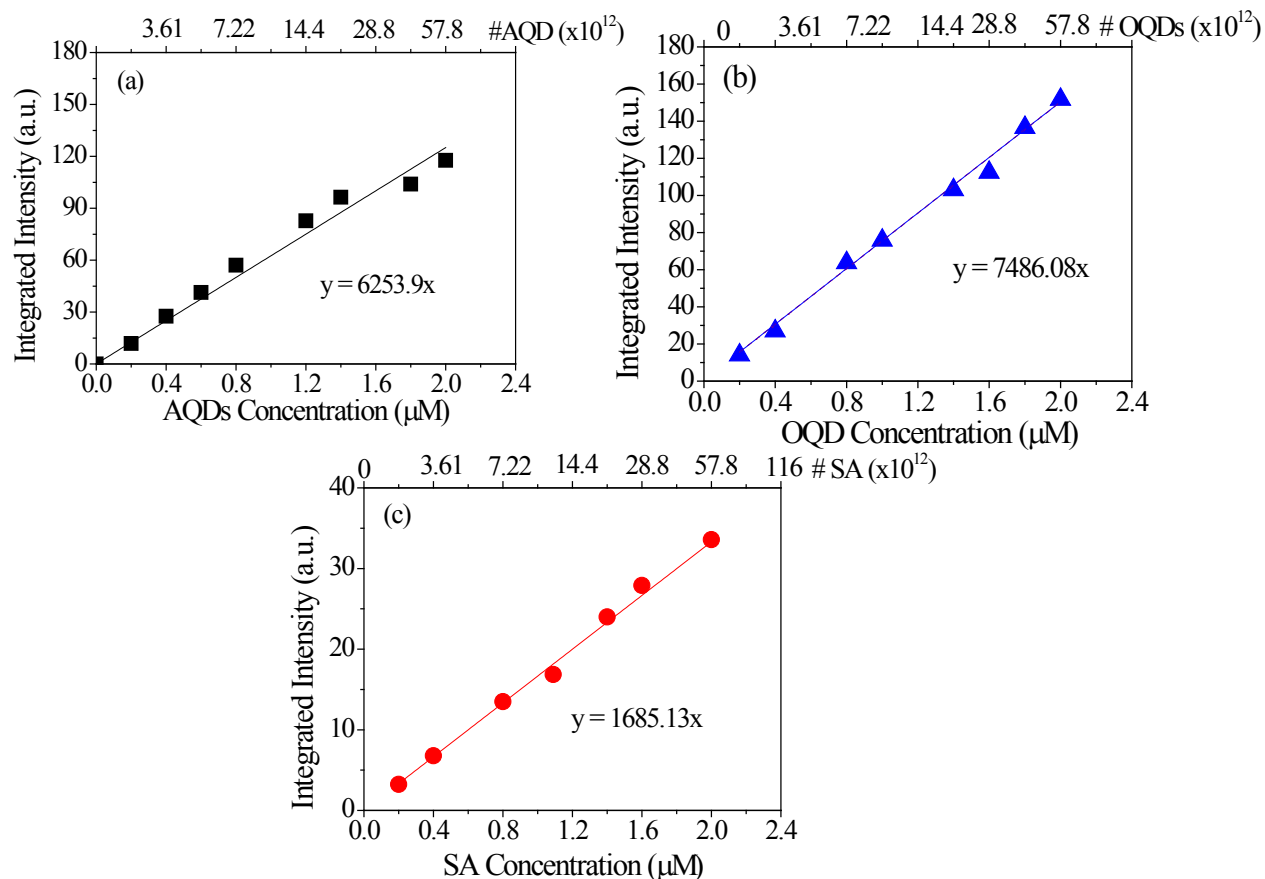 3.61 7.22 14.4 28.8 57.8 #AQD (x10¹²)
180
150
120
90
60
30
0
(a)
y = 6253.9x
Integrated Intensity (a.u.)
0.0 0.4 0.8 1.2 1.6 2.0 2.4
AQDs Concentration (μM)
0 3.61 7.22 14.4 28.8 57.8 # OQDs (x10¹²)
180
160
140
120
100
80
60
40
20
0
(b)
y = 7486.08x
Integrated Intensity (a.u.)
0.0 0.4 0.8 1.2 1.6 2.0 2.4
OQD Concentration (μM)
0 3.61 7.22 14.4 28.8 57.8 116 # SA (x10¹²)
40
30
20
10
0
(c)
y = 1685.13x
Integrated Intensity (a.u.)
0.0 0.4 0.8 1.2 1.6 2.0 2.4
SA Concentration (μM)